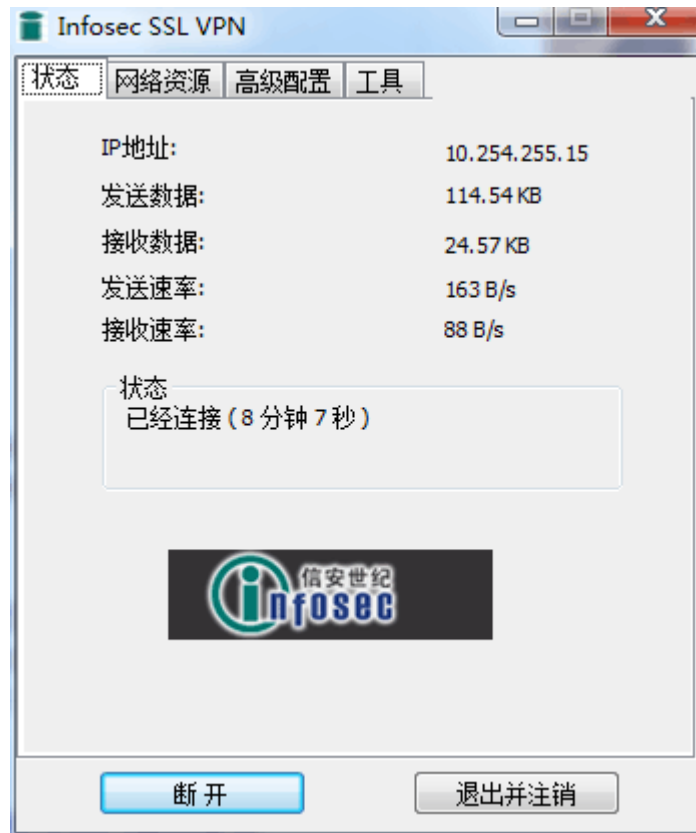 Infosec SSL VPN
状态 网络资源 高级配置 工具
IP地址: 10.254.255.15
发送数据: 114.54 KB
接收数据: 24.57 KB
发送速率: 163 B/s
接收速率: 88 B/s
状态
已经连接(8 分钟 7 秒)
信安世纪
infosec
断开 退出并注销